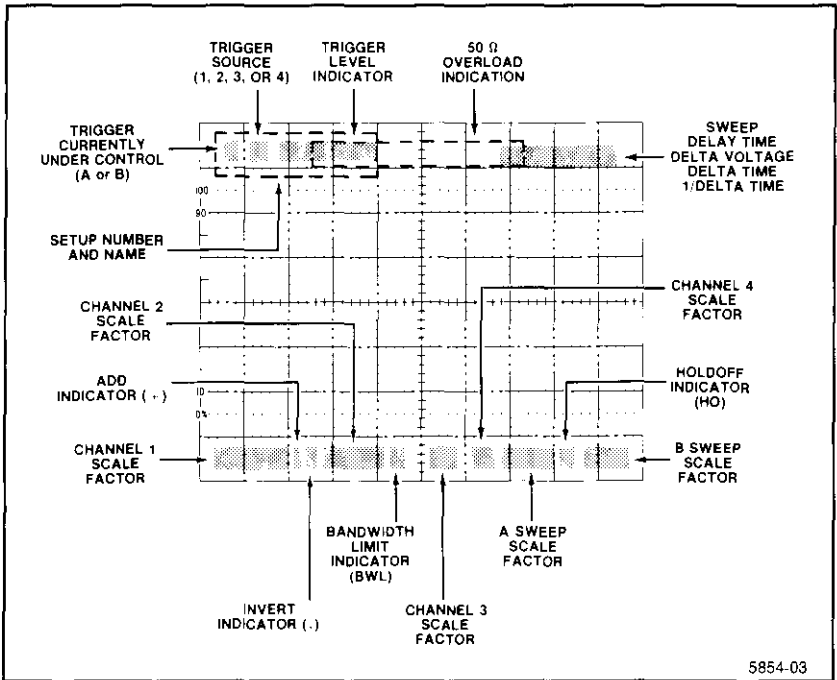 TRIGGER
SOURCE
(1, 2, 3, OR 4)
TRIGGER
LEVEL
INDICATOR
50 Ω
OVERLOAD
INDICATION
TRIGGER
CURRENTLY
UNDER CONTROL
(A or B)
SWEEP
DELAY TIME
DELTA VOLTAGE
DELTA TIME
1/DELTA TIME
100
90
SETUP NUMBER
AND NAME
CHANNEL 2
SCALE
FACTOR
CHANNEL 4
SCALE
FACTOR
ADD
INDICATOR (+)
HOLDOFF
INDICATOR
(HO)
10
0%
CHANNEL 1
SCALE
FACTOR
B SWEEP
SCALE
FACTOR
BANDWIDTH
LIMIT
INDICATOR
(BWL)
A SWEEP
SCALE
FACTOR
INVERT
INDICATOR (-)
CHANNEL 3
SCALE
FACTOR
5854-03